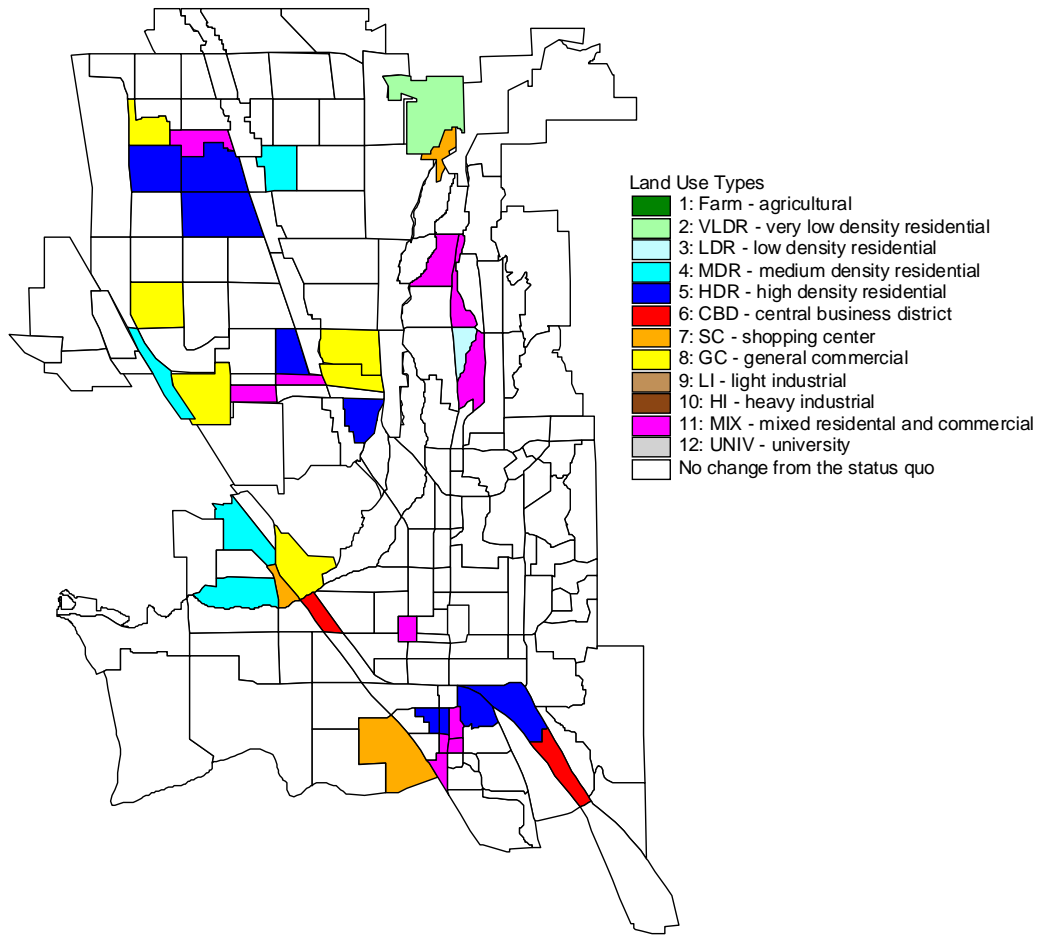 Land Use Types
1: Farm - agricultural
2: VLDR - very low density residential
3: LDR - low density residential
4: MDR - medium density residential
5: HDR - high density residential
6: CBD - central business district
7: SC - shopping center
8: GC - general commercial
9: LI - light industrial
10: HI - heavy industrial
11: MIX - mixed residental and commercial
12: UNIV - university
No change from the status quo